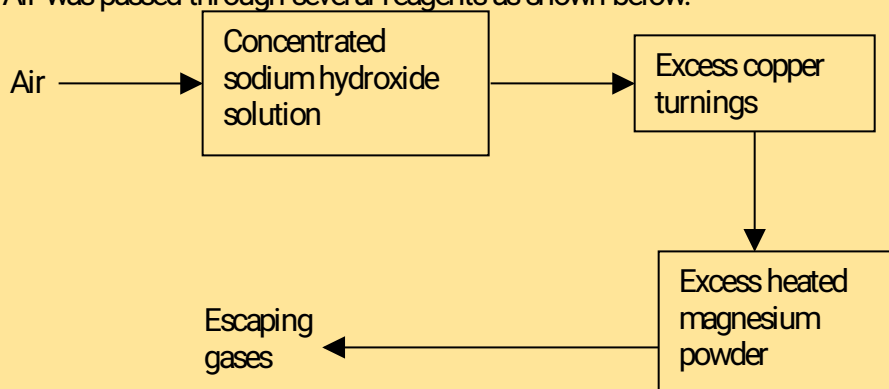 Air was passed through several reagents as shown below.
Air
Concentrated
sodium hydroxide
solution
Excess copper
turnings
Excess heated
magnesium
powder
Escaping
gases